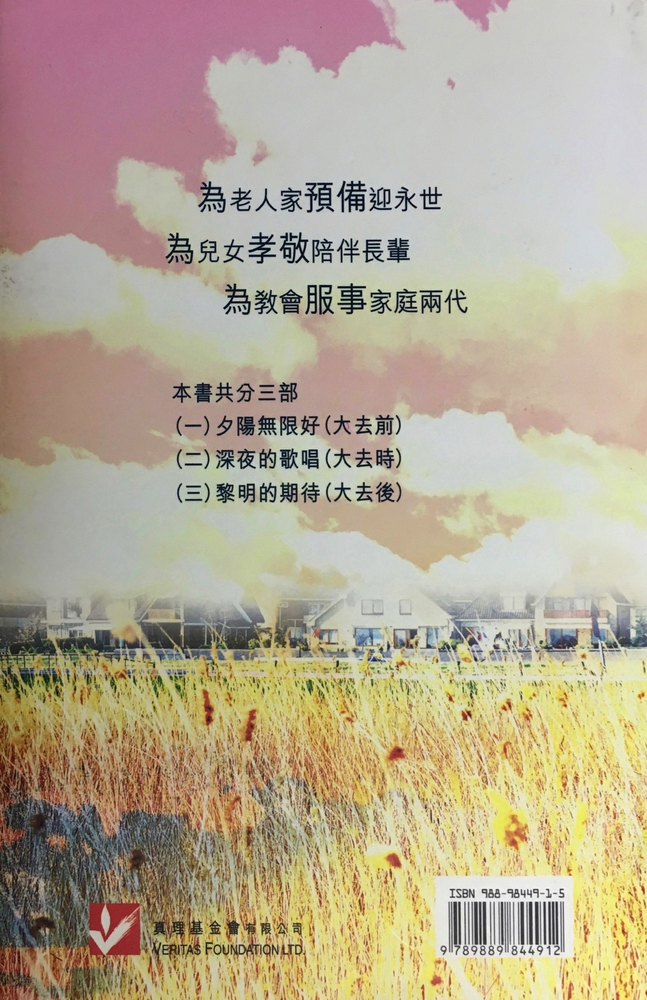 為老人家預備迎永世
為兒女孝敬陪伴長輩
為教會服事家庭兩代
本書共分三部
(一)夕陽無限好(大去前)
(二)深夜的歌唱(大去時)
(三)黎明的期待(大去後)
ISBN 988-98449-1-5
9 789889 844912
真理基金會有限公司
VERITAS FOUNDATION LTD.